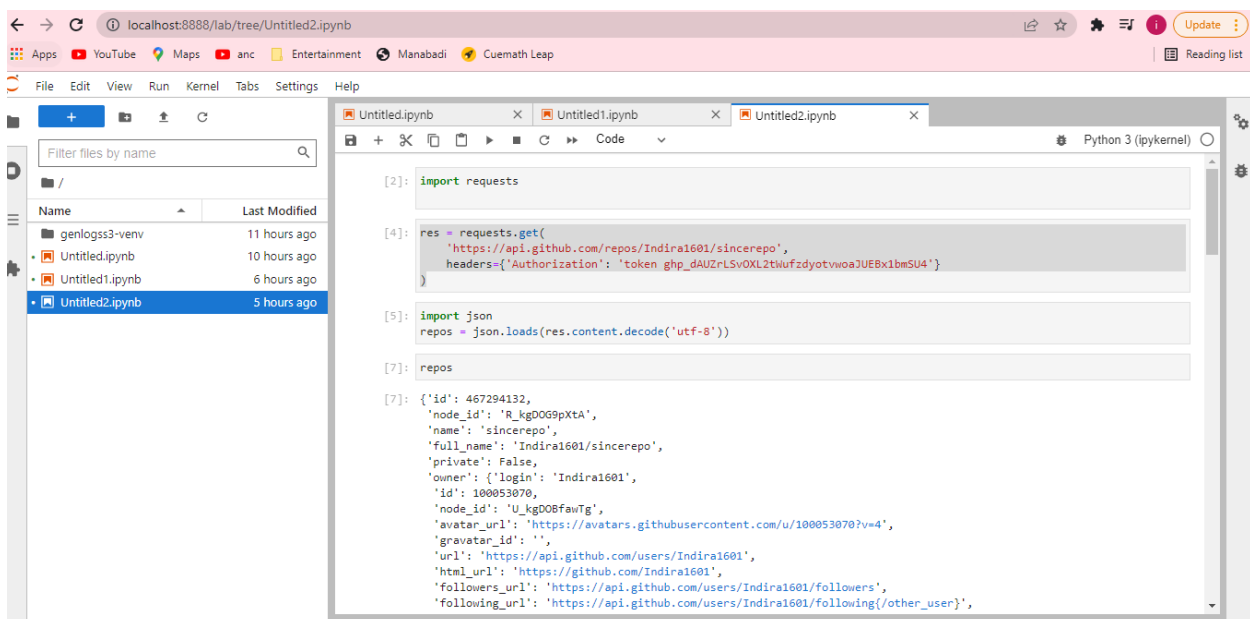 localhost:8888/lab/tree/Untitled2.ipynb
i
Update
Apps
YouTube
Maps
anc
Entertainment
Manabadi
Cuemath Leap
Reading list
File Edit View Run Kernel Tabs Settings Help
+
Filter files by name
/
Name Last Modified
genlogss3-venv 11 hours ago
Untitled.ipynb 10 hours ago
Untitled1.ipynb 6 hours ago
Untitled2.ipynb 5 hours ago
Untitled.ipynb
Untitled1.ipynb
Untitled2.ipynb
Code
Python 3 (ipykernel)
[2]: import requests
[4]: res = requests.get(
'https://api.github.com/repos/Indira1601/sincerepo',
headers={'Authorization': 'token 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'}
)
[5]: import json
repos = json.loads(res.content.decode('utf-8'))
[7]: repos
[7]: {'id': 467294132,
'node_id': 'R_kgDOG9pXtA',
'name': 'sincerepo',
'full_name': 'Indira1601/sincerepo',
'private': False,
'owner': {'login': 'Indira1601',
'id': 100053070,
'node_id': 'U_kgDOBfawTg',
'avatar_url': 'https://avatars.githubusercontent.com/u/100053070?v=4',
'gravatar_id': '',
'url': 'https://api.github.com/users/Indira1601',
'html_url': 'https://github.com/Indira1601',
'followers_url': 'https://api.github.com/users/Indira1601/followers',
'following_url': 'https://api.github.com/users/Indira1601/following{/other_user}',